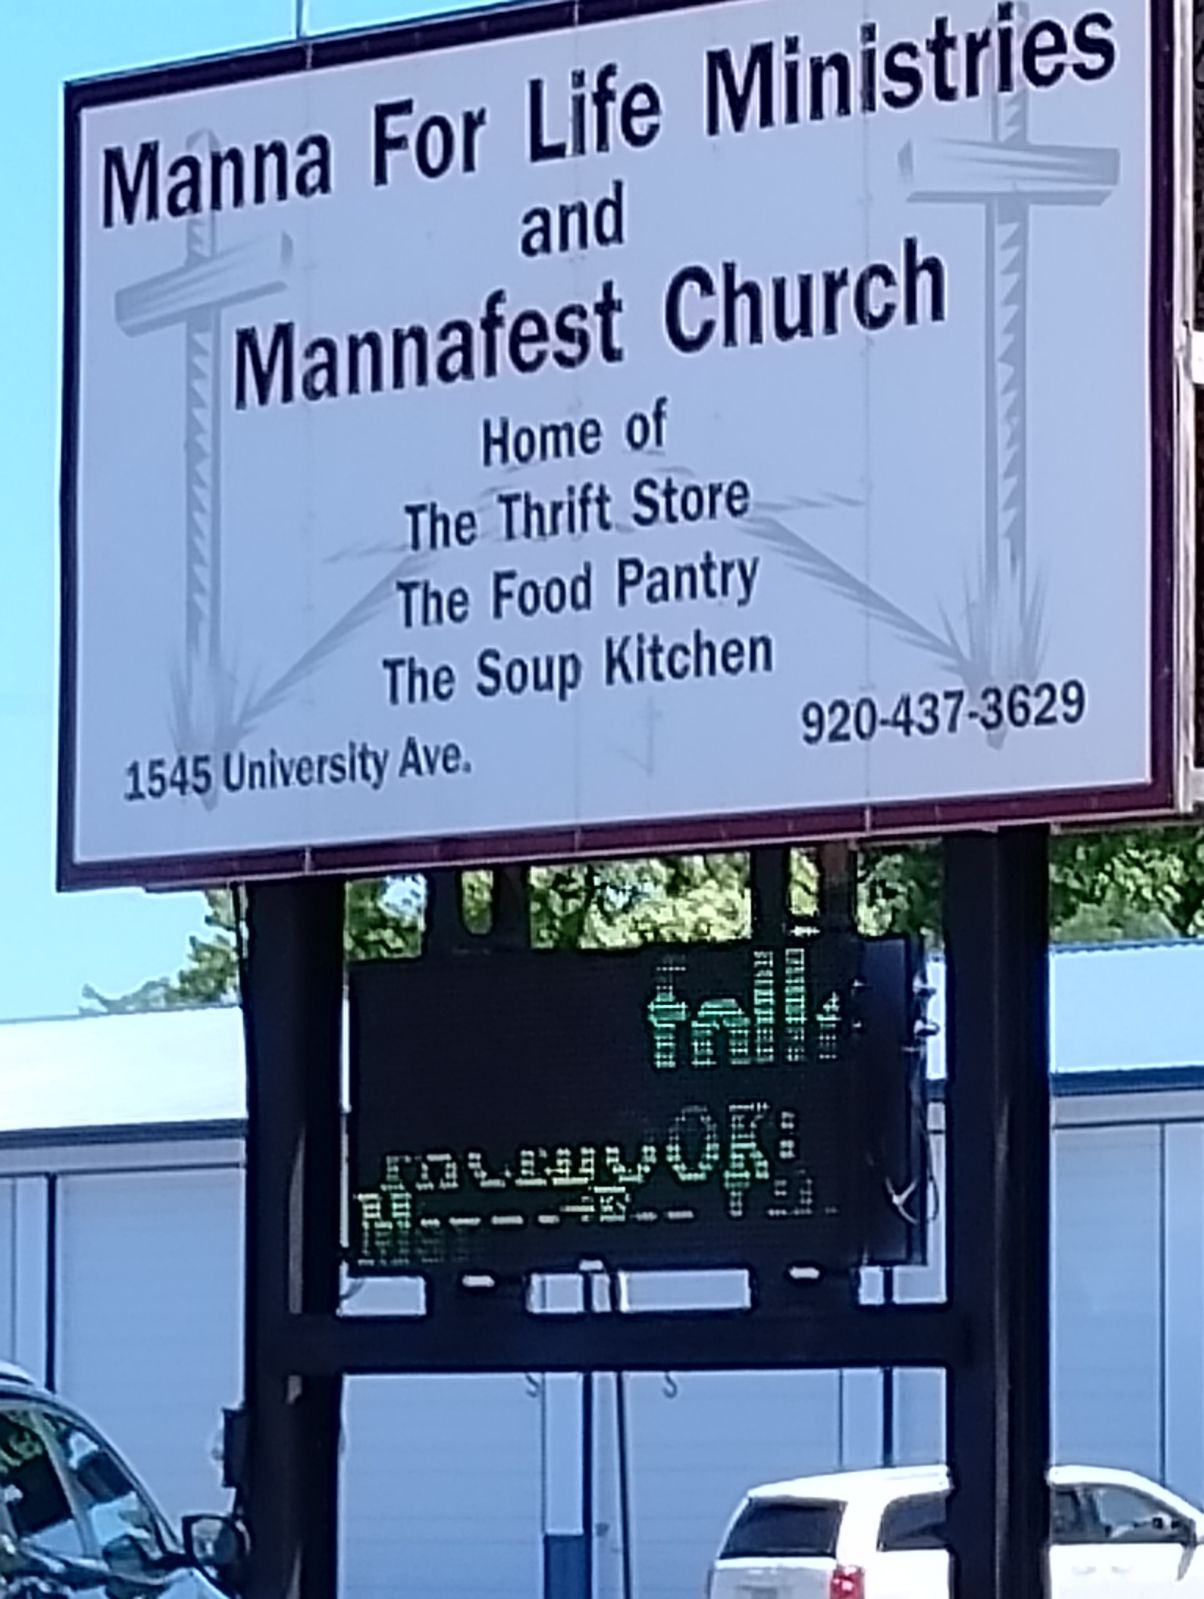 Manna For Life Ministries
and
Mannafest Church
Home of
The Thrift Store
The Food Pantry
The Soup Kitchen
920-437-3629
1545 University Ave.